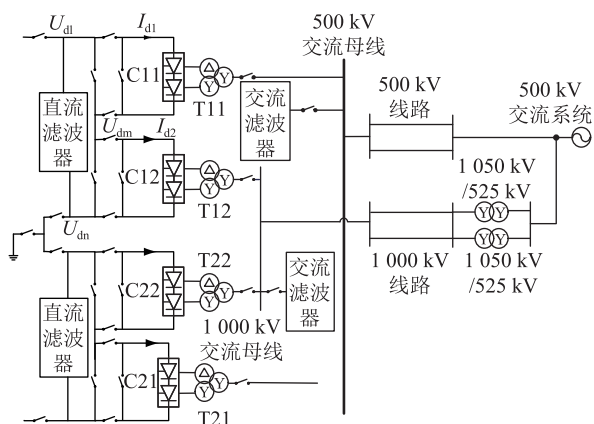 U_dl
I_d1
C11
T11
直流
滤波
器
U_dm
I_d2
C12
T12
U_dn
交流
滤波
器
500 kV
交流母线
500 kV
线路
500 kV
交流系统
1 050 kV
/525 kV
1 000 kV
线路
1 050 kV
/525 kV
T22
C22
直流
滤波
器
交流
滤波
器
1 000 kV
交流母线
C21
T21
△
Y
△
Y
△
Y
△
Y
Y Y
Y Y